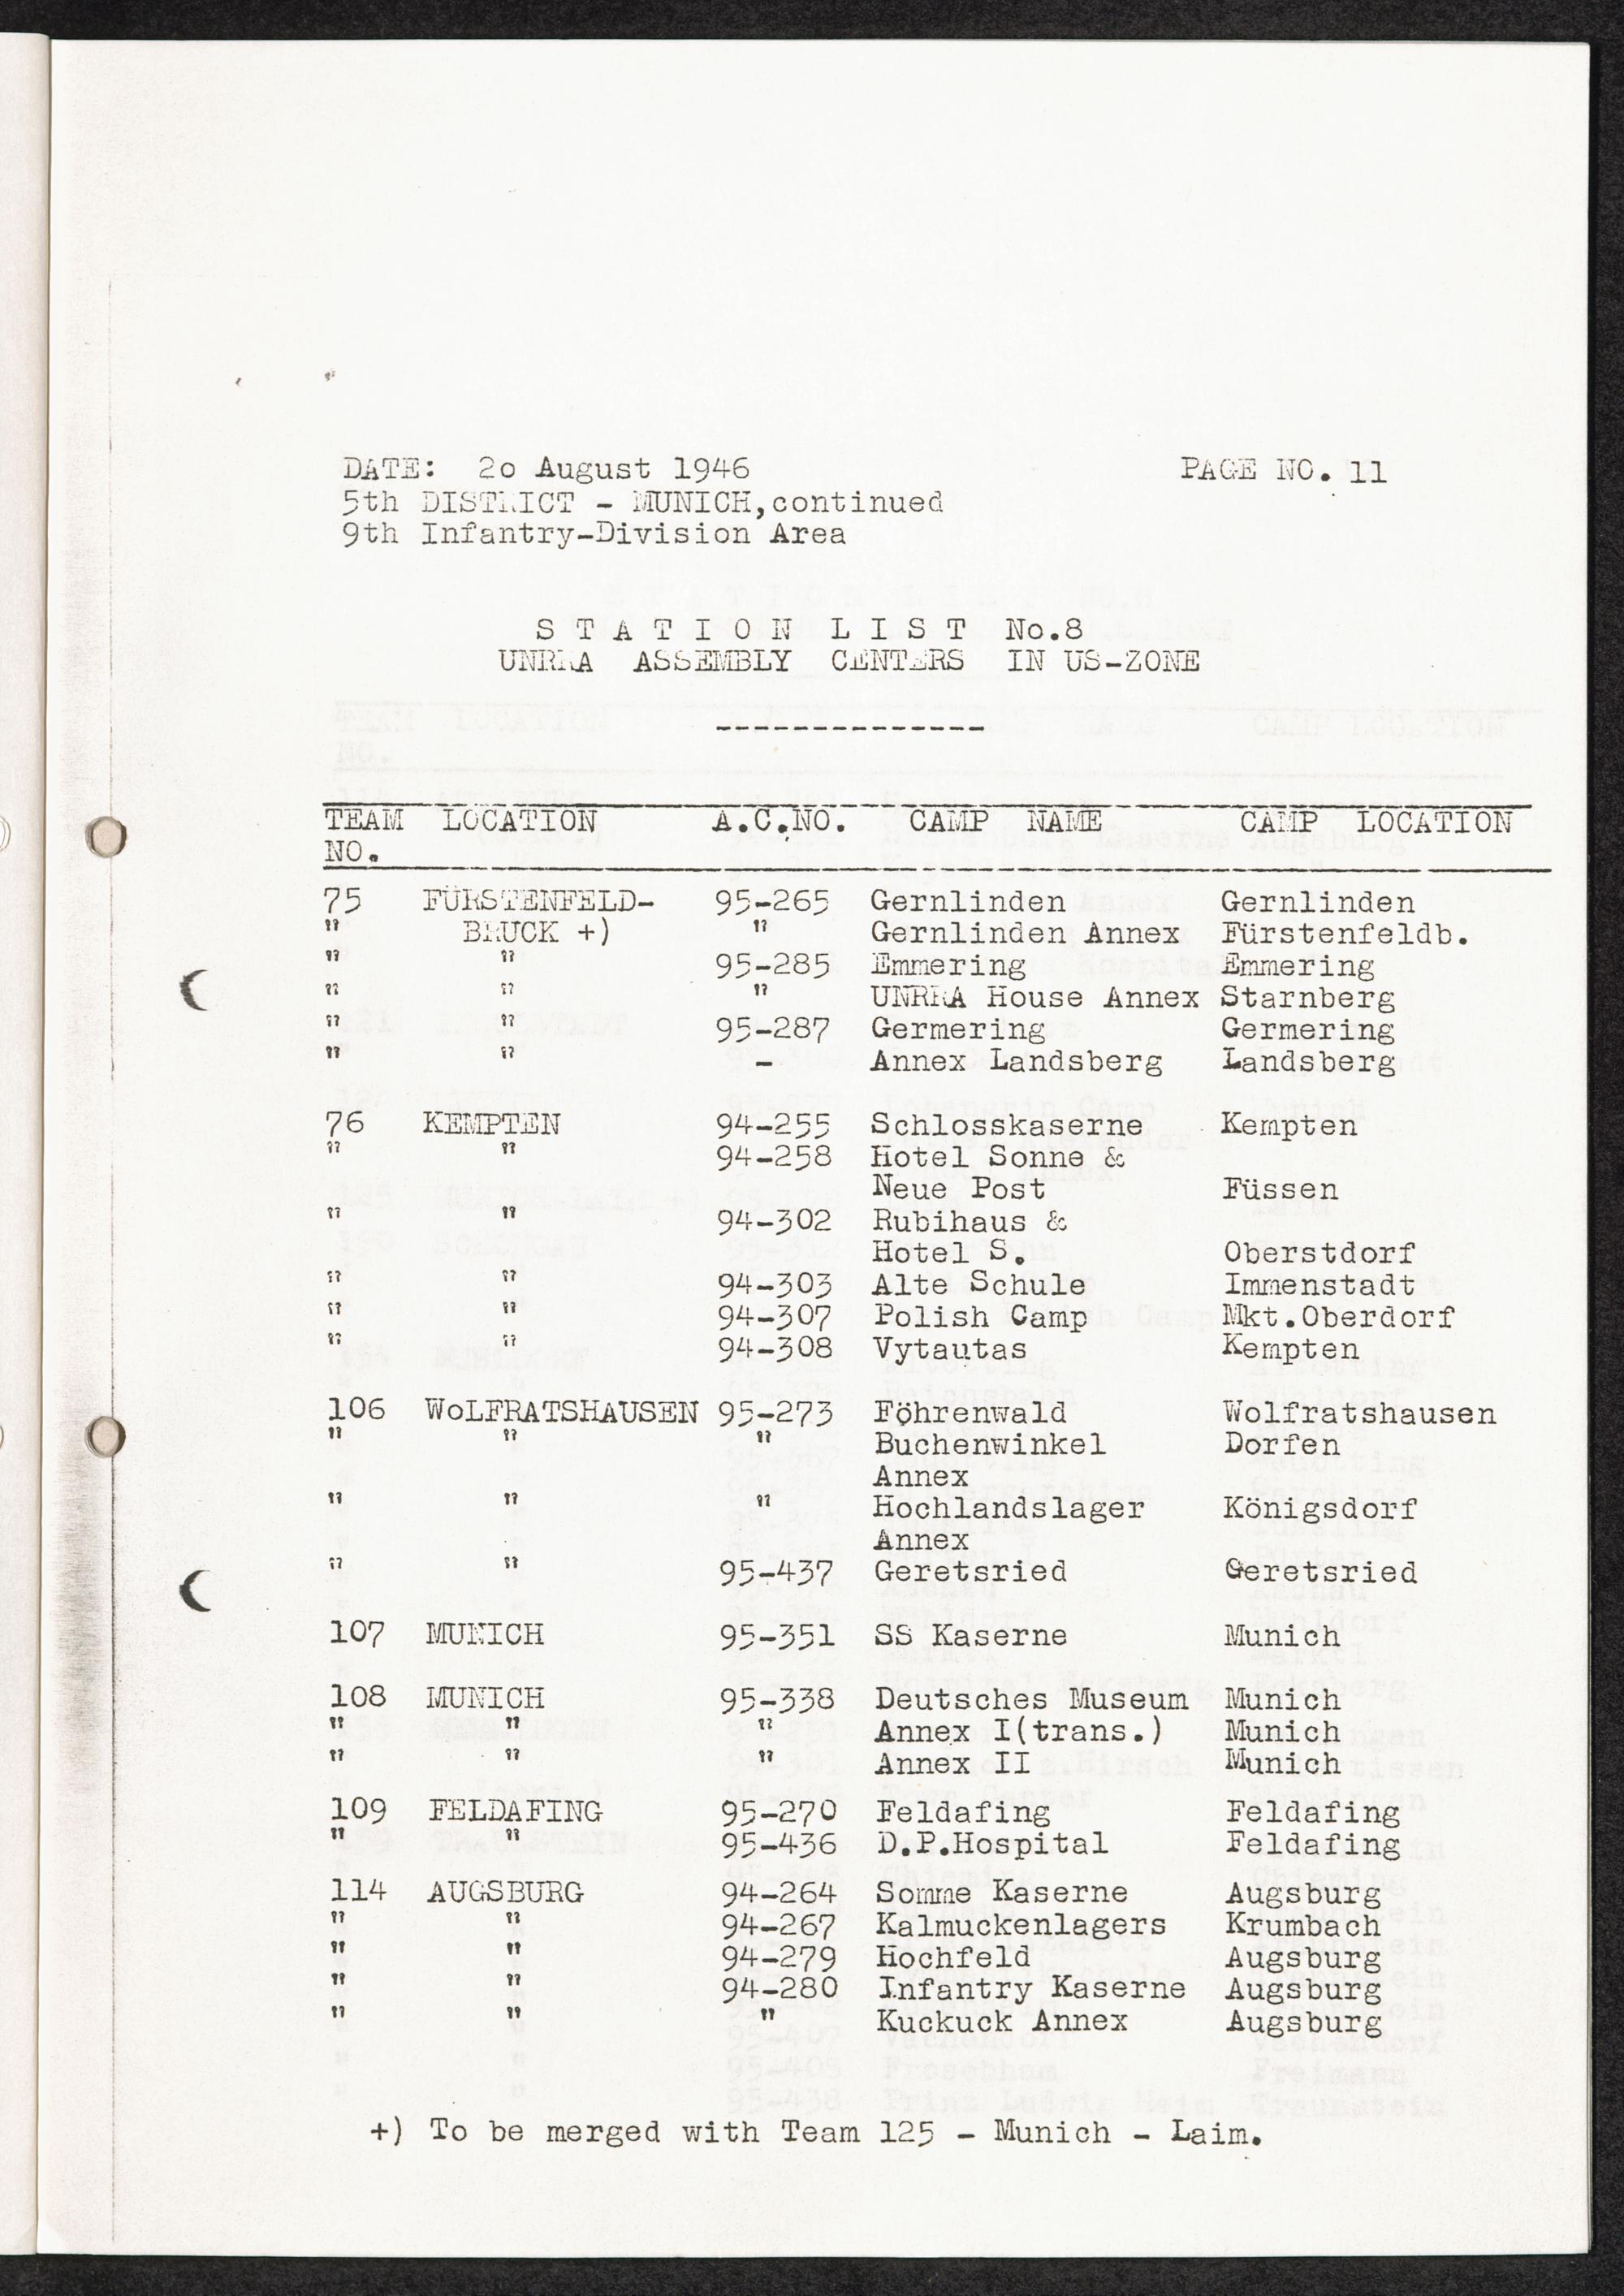 DATE: 2o August 1946 PAGE NO. 11
5th DISTRICT - MUNICH,continued
9th Infantry-Division Area
S T A T I O N L I S T No.8
UNRRA ASSEMBLY CENTERS IN US-ZONE
--------------
TEAM LOCATION A.C.NO. CAMP NAME CAMP LOCATION
NO.
75 FÜRSTENFELD- 95-265 Gernlinden Gernlinden
" BRUCK +) " Gernlinden Annex Fürstenfeldb.
" " 95-285 Emmering Emmering
" " " UNRRA House Annex Starnberg
" " 95-287 Germering Germering
" " - Annex Landsberg Landsberg
76 KEMPTEN 94-255 Schlosskaserne Kempten
" " 94-258 Hotel Sonne &
Neue Post Füssen
" " 94-302 Rubihaus &
Hotel S. Oberstdorf
" " 94-303 Alte Schule Immenstadt
" " 94-307 Polish Camp Mkt.Oberdorf
" " 94-308 Vytautas Kempten
106 WoLFRATSHAUSEN 95-273 Föhrenwald Wolfratshausen
" " " Buchenwinkel Dorfen
Annex
" " " Hochlandslager Königsdorf
Annex
" " 95-437 Geretsried Geretsried
107 MUNICH 95-351 SS Kaserne Munich
108 MUNICH 95-338 Deutsches Museum Munich
" " " Annex I(trans.) Munich
" " " Annex II Munich
109 FELDAFING 95-270 Feldafing Feldafing
" " 95-436 D.P.Hospital Feldafing
114 AUGSBURG 94-264 Somme Kaserne Augsburg
" " 94-267 Kalmuckenlagers Krumbach
" " 94-279 Hochfeld Augsburg
" " 94-280 Infantry Kaserne Augsburg
" " " Kuckuck Annex Augsburg
+) To be merged with Team 125 - Munich - Laim.